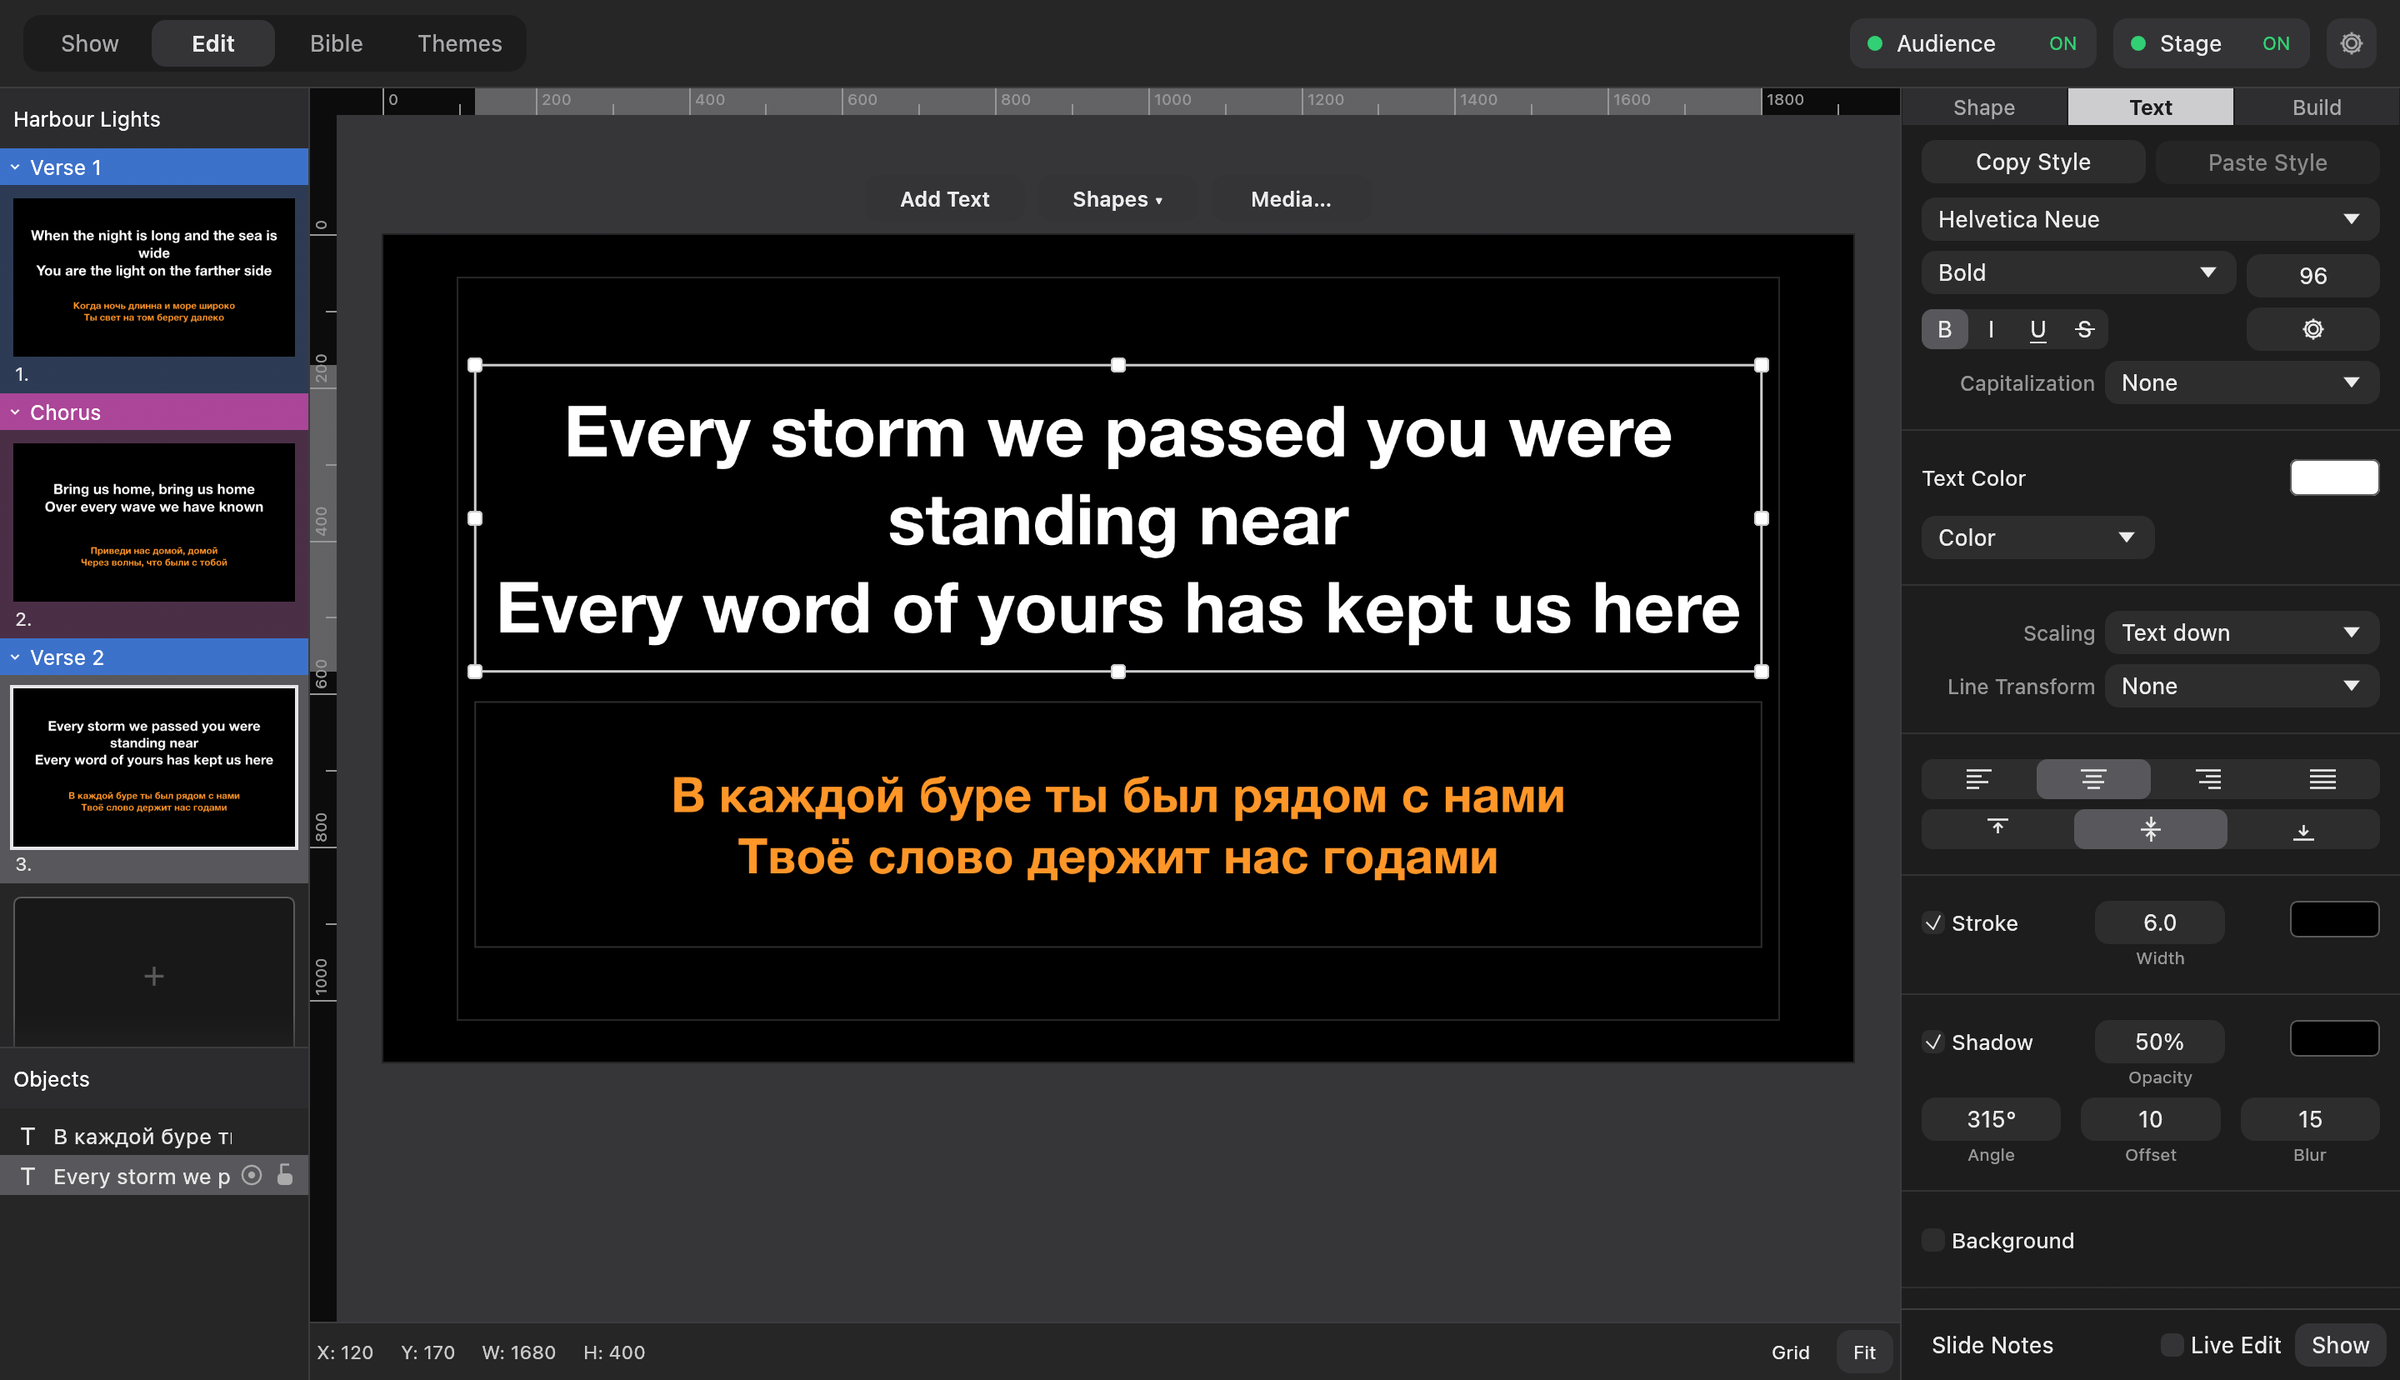 Show Edit Bible Themes
Audience ON Stage ON
Harbour Lights
Verse 1
When the night is long and the sea is
wide
You are the light on the farther side
Когда ночь длинна и море широко
Ты свет на том берегу далеко
1.
Chorus
Bring us home, bring us home
Over every wave we have known
Приведи нас домой, домой
Через волны, что были с тобой
2.
Verse 2
Every storm we passed you were
standing near
Every word of yours has kept us here
В каждой буре ты был рядом с нами
Твоё слово держит нас годами
3.
+
Objects
T В каждой буре т
T Every storm we p
0 200 400 600 800 1000 1200 1400 1600 1800
0
200
400
600
800
1000
Add Text Shapes ▾ Media...
Every storm we passed you were
standing near
Every word of yours has kept us here
В каждой буре ты был рядом с нами
Твоё слово держит нас годами
X: 120 Y: 170 W: 1680 H: 400
Grid Fit
Shape Text Build
Copy Style Paste Style
Helvetica Neue
Bold 96
B I U S
Capitalization None
Text Color
Color
Scaling Text down
Line Transform None
Stroke 6.0
Width
Shadow 50%
Opacity
315° 10 15
Angle Offset Blur
Background
Slide Notes Live Edit Show